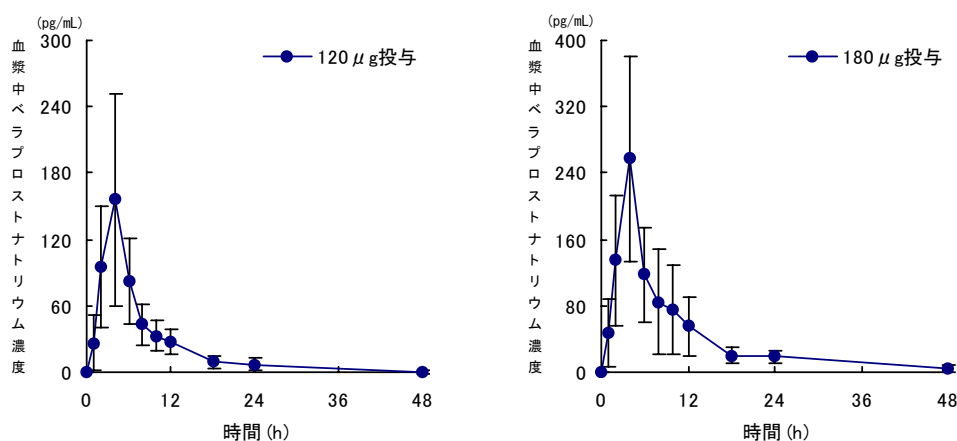 (pg/mL)
300
240
180
120
60
0
血漿中ベラプロストナトリウム濃度
120μg投与
0 12 24 36 48
時間(h)
(pg/mL)
400
320
240
160
80
0
血漿中ベラプロストナトリウム濃度
180μg投与
0 12 24 36 48
時間(h)